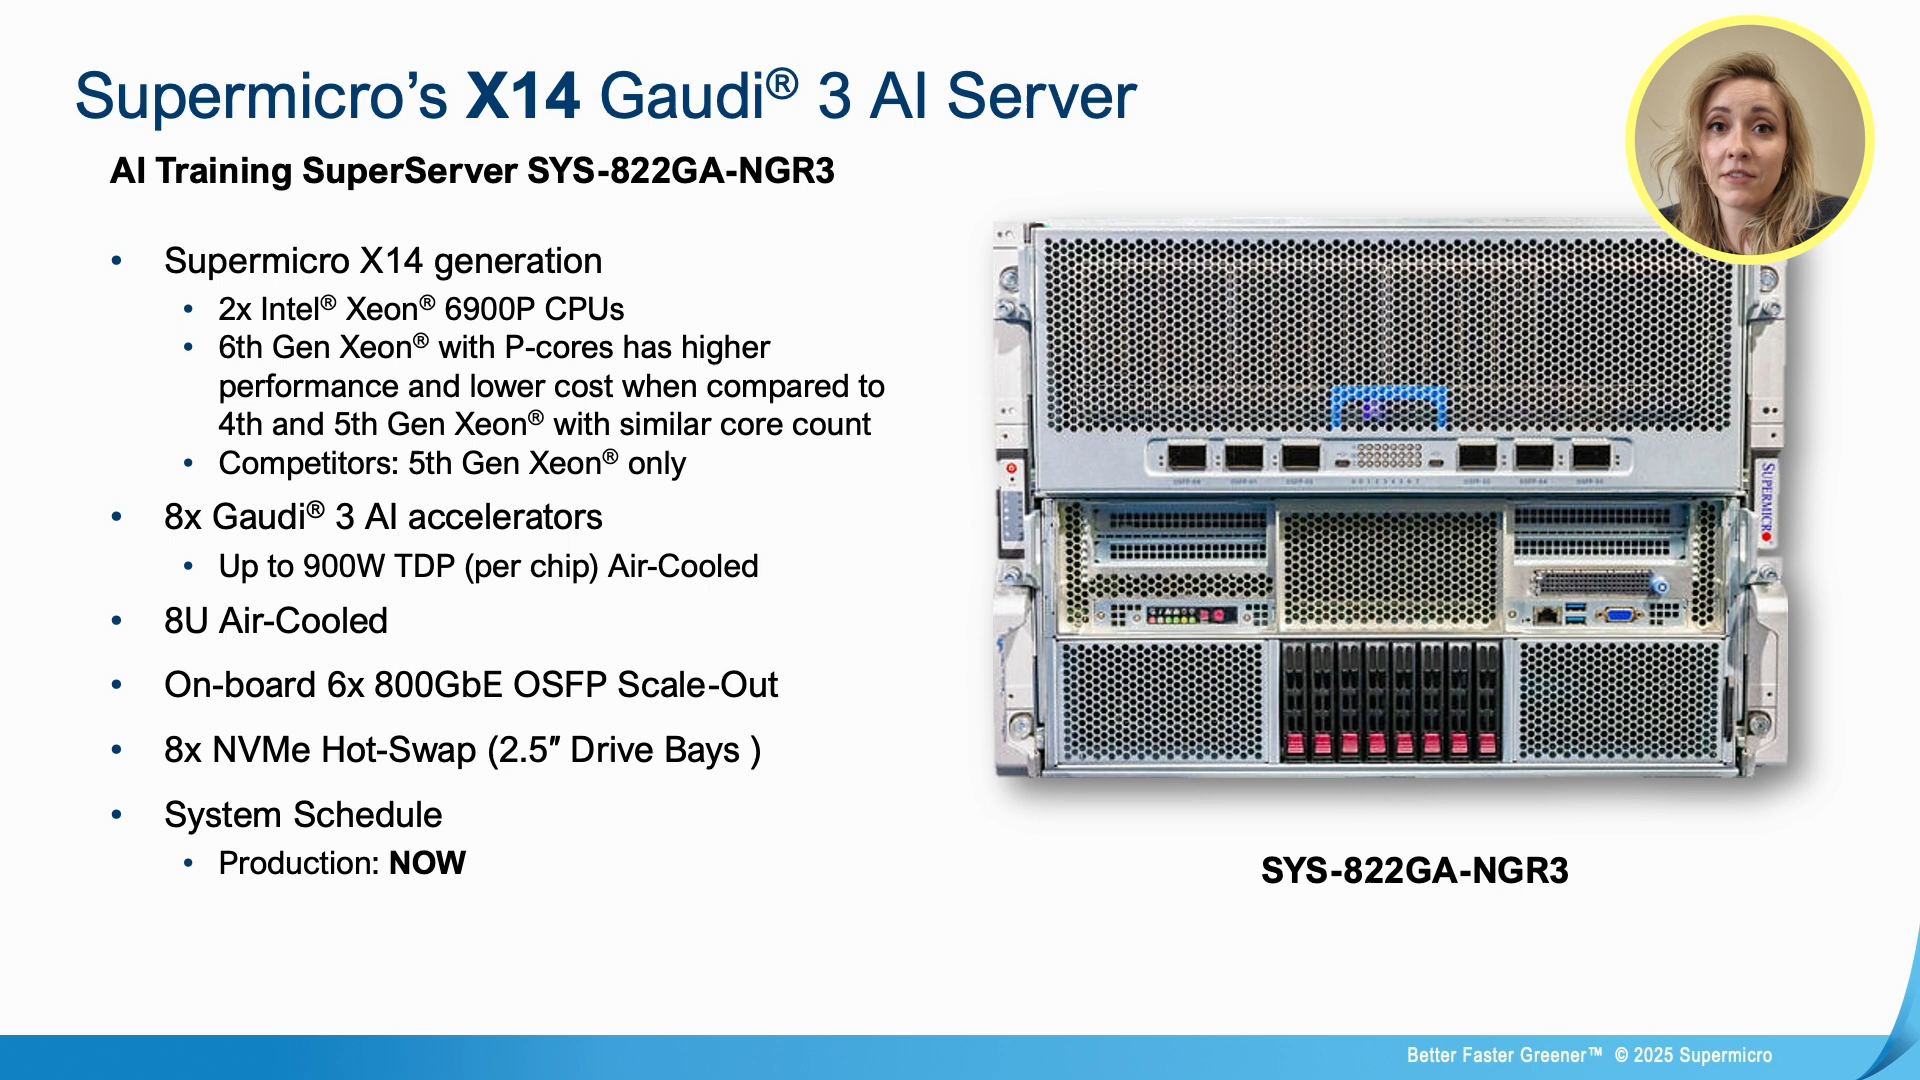 Supermicro’s X14 Gaudi® 3 AI Server
AI Training SuperServer SYS-822GA-NGR3
• Supermicro X14 generation
• 2x Intel® Xeon® 6900P CPUs
• 6th Gen Xeon® with P-cores has higher
performance and lower cost when compared to
4th and 5th Gen Xeon® with similar core count
• Competitors: 5th Gen Xeon® only
• 8x Gaudi® 3 AI accelerators
• Up to 900W TDP (per chip) Air-Cooled
• 8U Air-Cooled
• On-board 6x 800GbE OSFP Scale-Out
• 8x NVMe Hot-Swap (2.5″ Drive Bays )
• System Schedule
• Production: NOW
SUPERMICRO
SYS-822GA-NGR3
Better Faster Greener™ © 2025 Supermicro